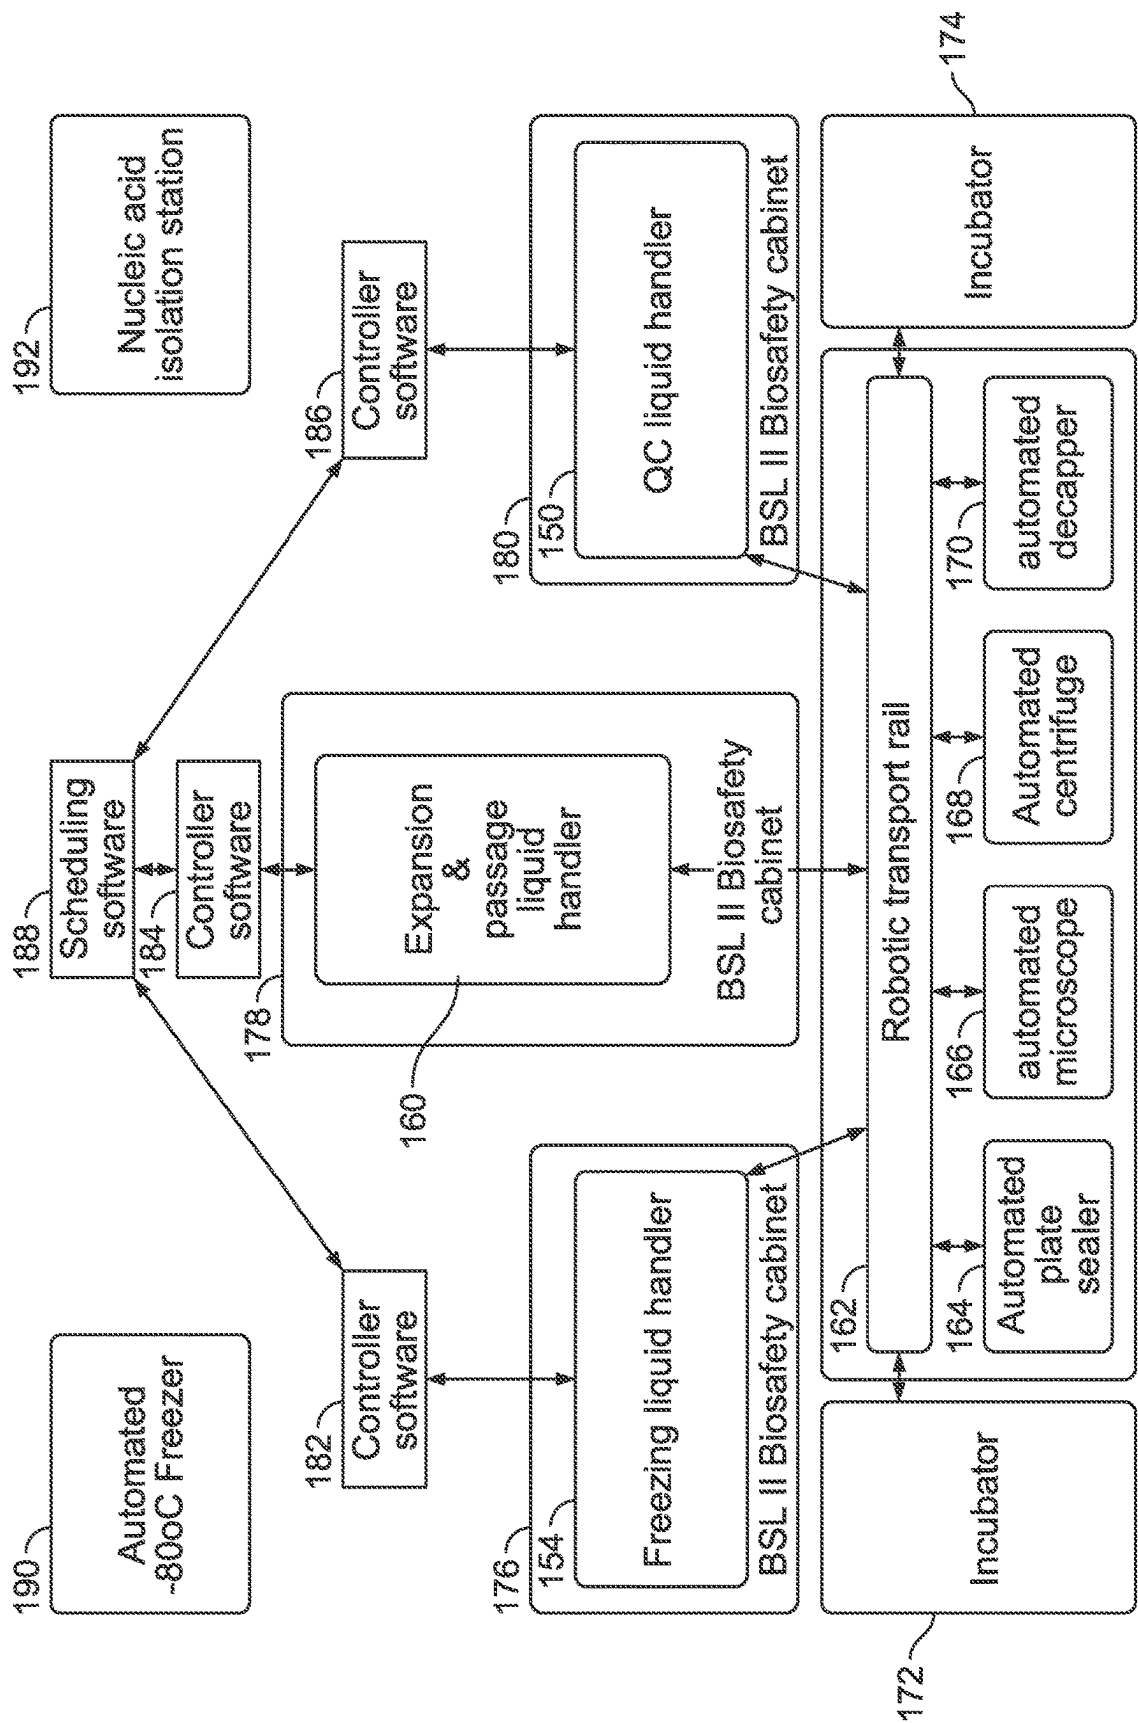 190
Automated
-80oC Freezer
188
Scheduling
software
192
Nucleic acid
isolation station
184
Controller
software
182
Controller
software
186
Controller
software
178
Expansion
&
passage
liquid
handler
160
BSL II Biosafety
cabinet
176
154
Freezing liquid handler
BSL II Biosafety cabinet
180
150
QC liquid handler
BSL II Biosafety cabinet
172
Incubator
162
Robotic transport rail
164
Automated
plate
sealer
166
automated
microscope
168
Automated
centrifuge
170
automated
decapper
Incubator
174